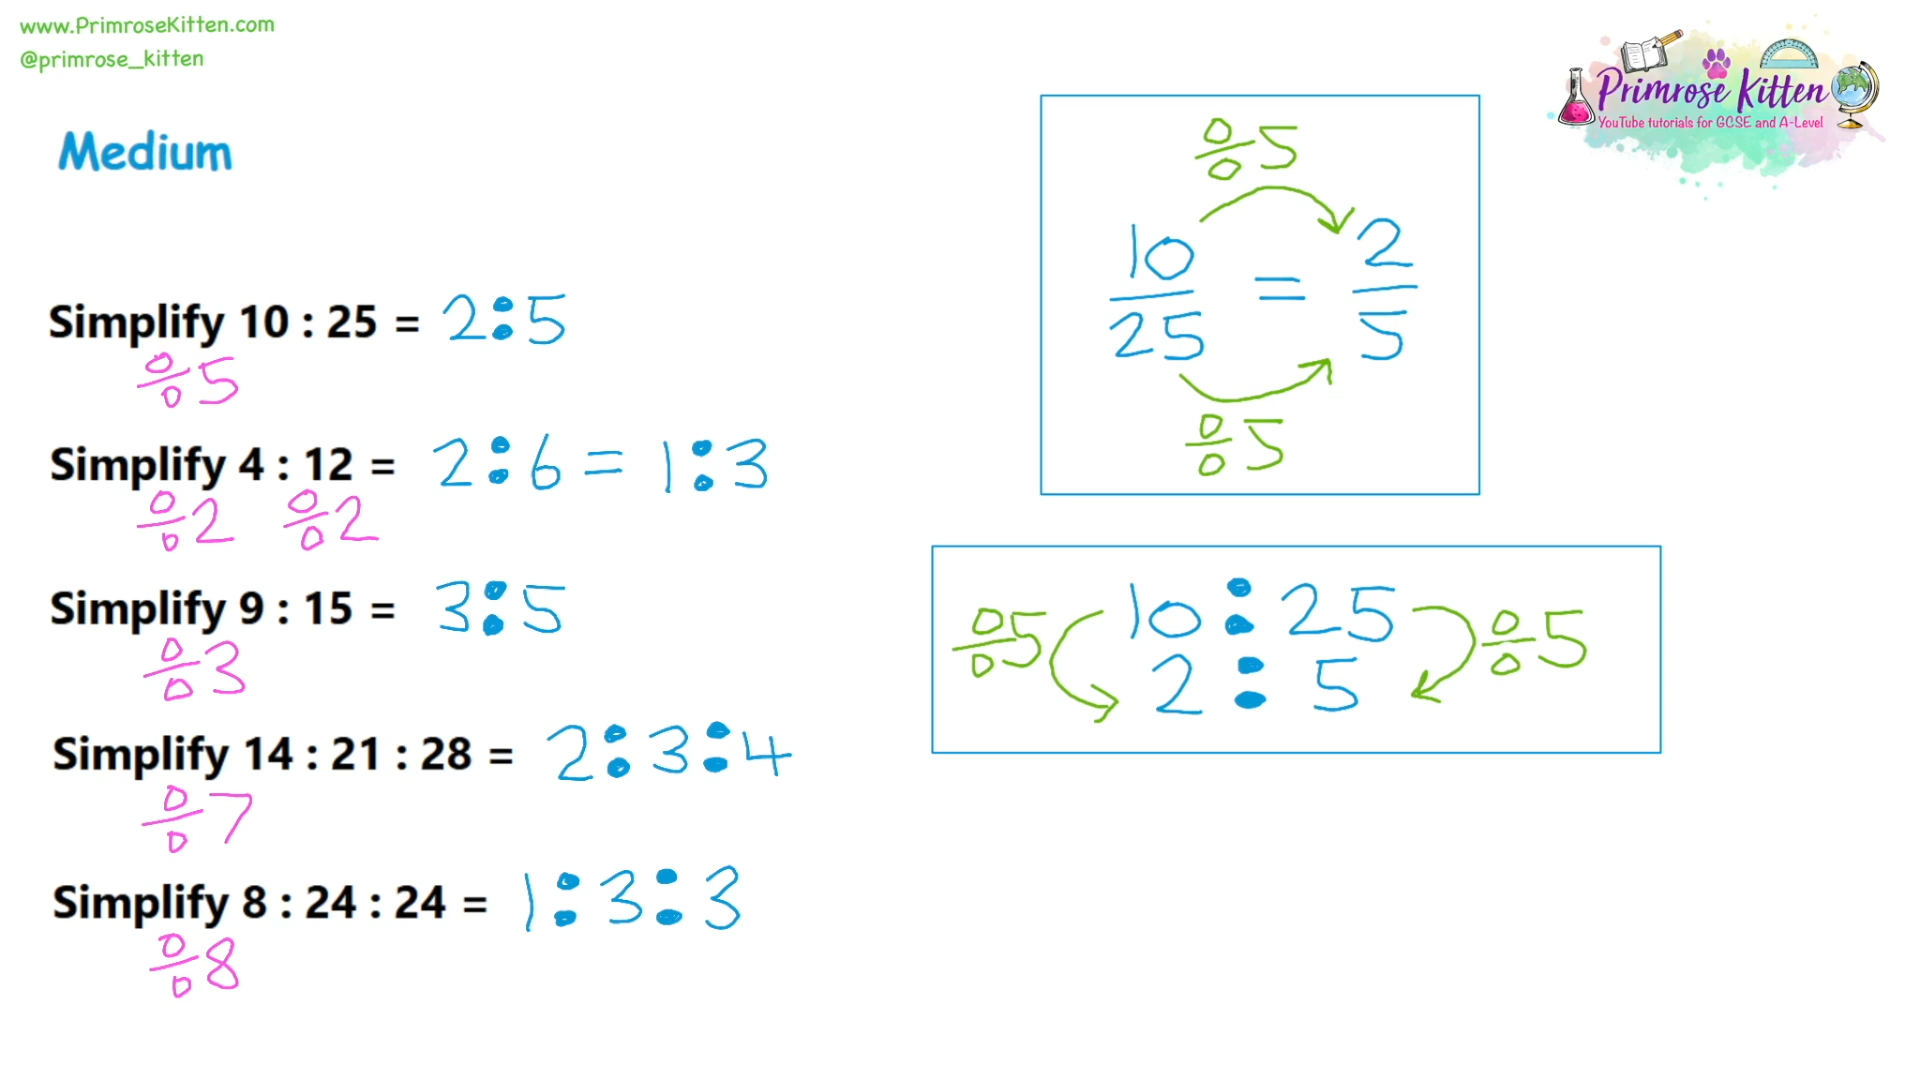 www.PrimroseKitten.com
@primrose_kitten
Primrose Kitten
YouTube tutorials for GCSE and A-Level
Medium
Simplify 10 : 25 = 2:5
÷5
Simplify 4 : 12 = 2:6 = 1:3
÷2 ÷2
Simplify 9 : 15 = 3:5
÷3
Simplify 14 : 21 : 28 = 2:3:4
÷7
Simplify 8 : 24 : 24 = 1:3:3
÷8
÷5
10/25 = 2/5
÷5
÷5 10:25 ÷5
2:5